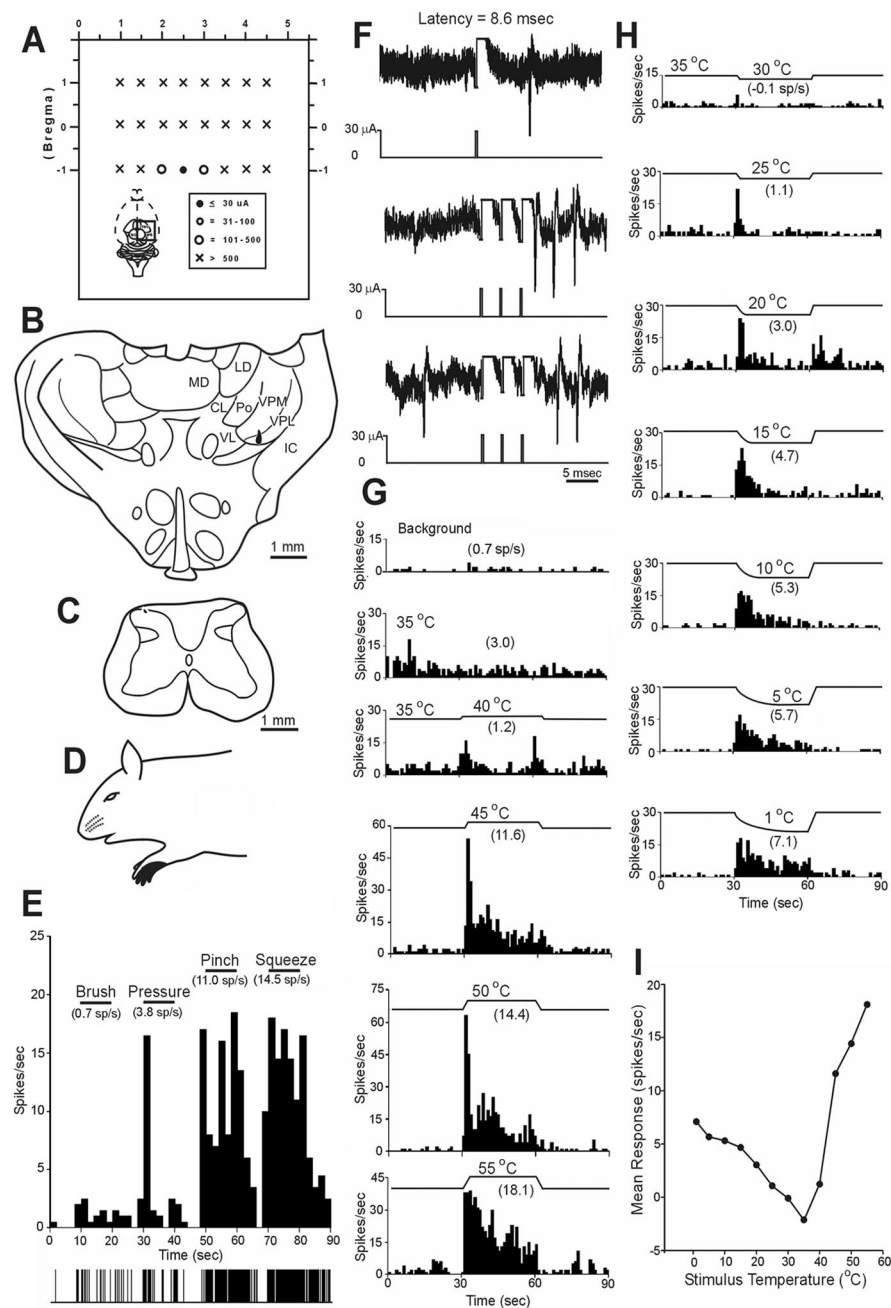 A
0 1 2 3 4 5
(Bregma)
1 1
0 0
-1 -1
● ≤ 30 uA
o = 31-100
O = 101-500
× > 500
B
MD
LD
CL
Po
VPM
VPL
VL
IC
1 mm
C
1 mm
D
E
25
20
15
10
5
0
Spikes/sec
Brush
(0.7 sp/s)
Pressure
(3.8 sp/s)
Pinch
(11.0 sp/s)
Squeeze
(14.5 sp/s)
0 10 20 30 40 50 60 70 80 90
Time (sec)
F
Latency = 8.6 msec
30 µA
0
30 µA
0
30 µA
0
5 msec
G
Background
(0.7 sp/s)
Spikes/sec
15
0
35 °C
(3.0)
Spikes/sec
30
15
0
35 °C
40 °C
(1.2)
Spikes/sec
30
15
0
45 °C
(11.6)
Spikes/sec
60
45
30
15
0
50 °C
(14.4)
Spikes/sec
75
60
45
30
15
0
55 °C
(18.1)
Spikes/sec
45
30
15
0
0 30 60 90
Time (sec)
H
35 °C
30 °C
(-0.1 sp/s)
Spikes/sec
15
0
25 °C
(1.1)
Spikes/sec
30
15
0
20 °C
(3.0)
Spikes/sec
30
15
0
15 °C
(4.7)
Spikes/sec
30
15
0
10 °C
(5.3)
Spikes/sec
30
15
0
5 °C
(5.7)
Spikes/sec
30
15
0
1 °C
(7.1)
Spikes/sec
30
15
0
0 30 60 90
Time (sec)
I
Mean Response (spikes/sec)
20
15
10
5
0
-5
0 10 20 30 40 50 60
Stimulus Temperature (°C)